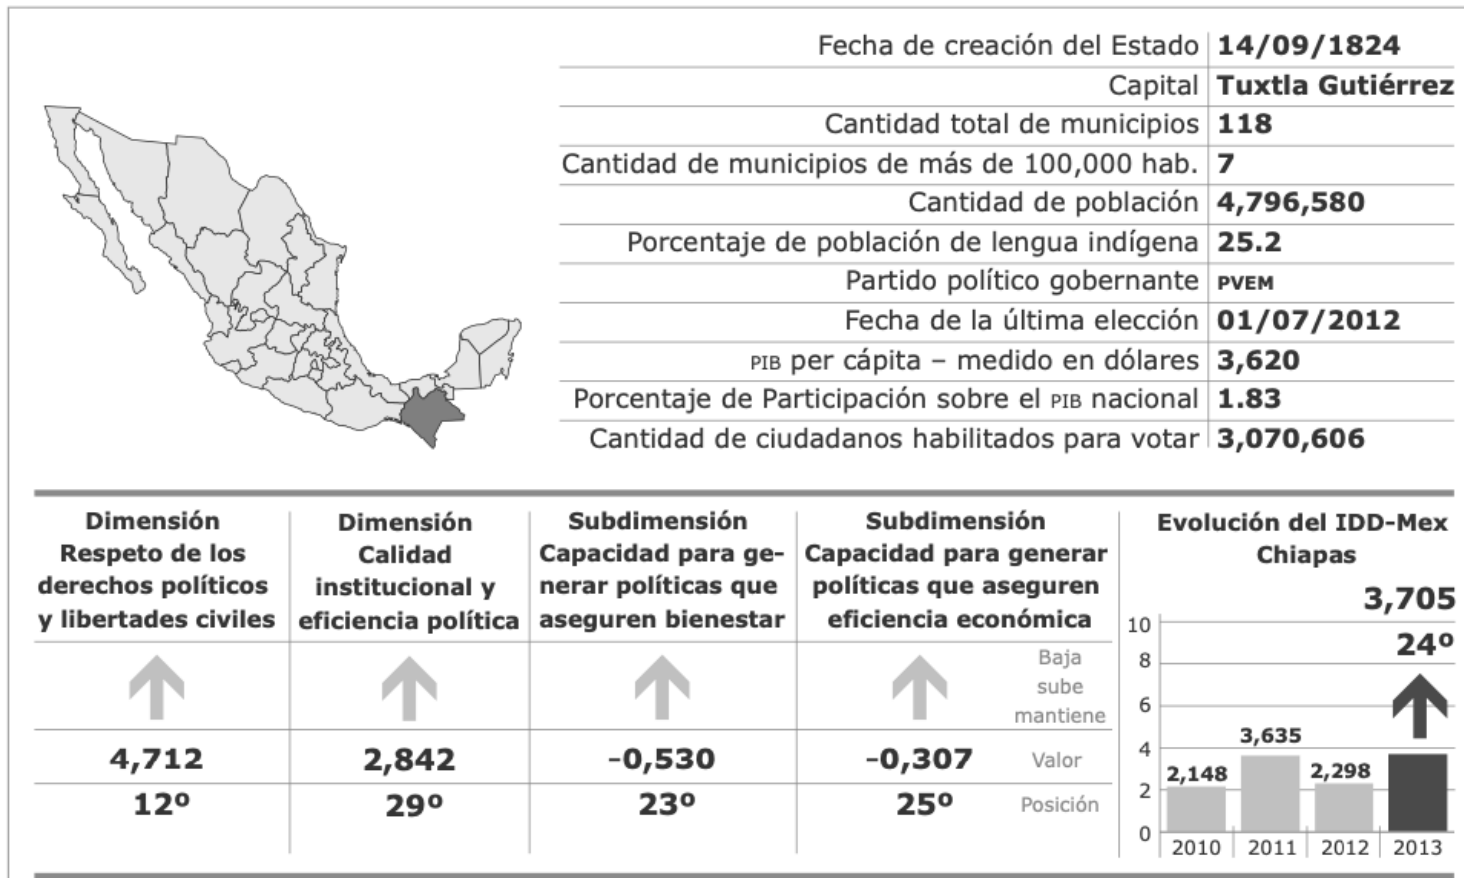 Fecha de creación del Estado 14/09/1824
Capital Tuxtla Gutiérrez
Cantidad total de municipios 118
Cantidad de municipios de más de 100,000 hab. 7
Cantidad de población 4,796,580
Porcentaje de población de lengua indígena 25.2
Partido político gobernante PVEM
Fecha de la última elección 01/07/2012
PIB per cápita – medido en dólares 3,620
Porcentaje de Participación sobre el PIB nacional 1.83
Cantidad de ciudadanos habilitados para votar 3,070,606
Dimensión
Respeto de los
derechos políticos
y libertades civiles
4,712
12º
Dimensión
Calidad
institucional y
eficiencia política
2,842
29º
Subdimensión
Capacidad para ge-
nerar políticas que
aseguren bienestar
-0,530
23º
Subdimensión
Capacidad para generar
políticas que aseguren
eficiencia económica
-0,307
25º
Baja
sube
mantiene
Valor
Posición
Evolución del IDD-Mex
Chiapas
3,705
24º
10
8
6
4
2
0
2,148
3,635
2,298
2010 2011 2012 2013